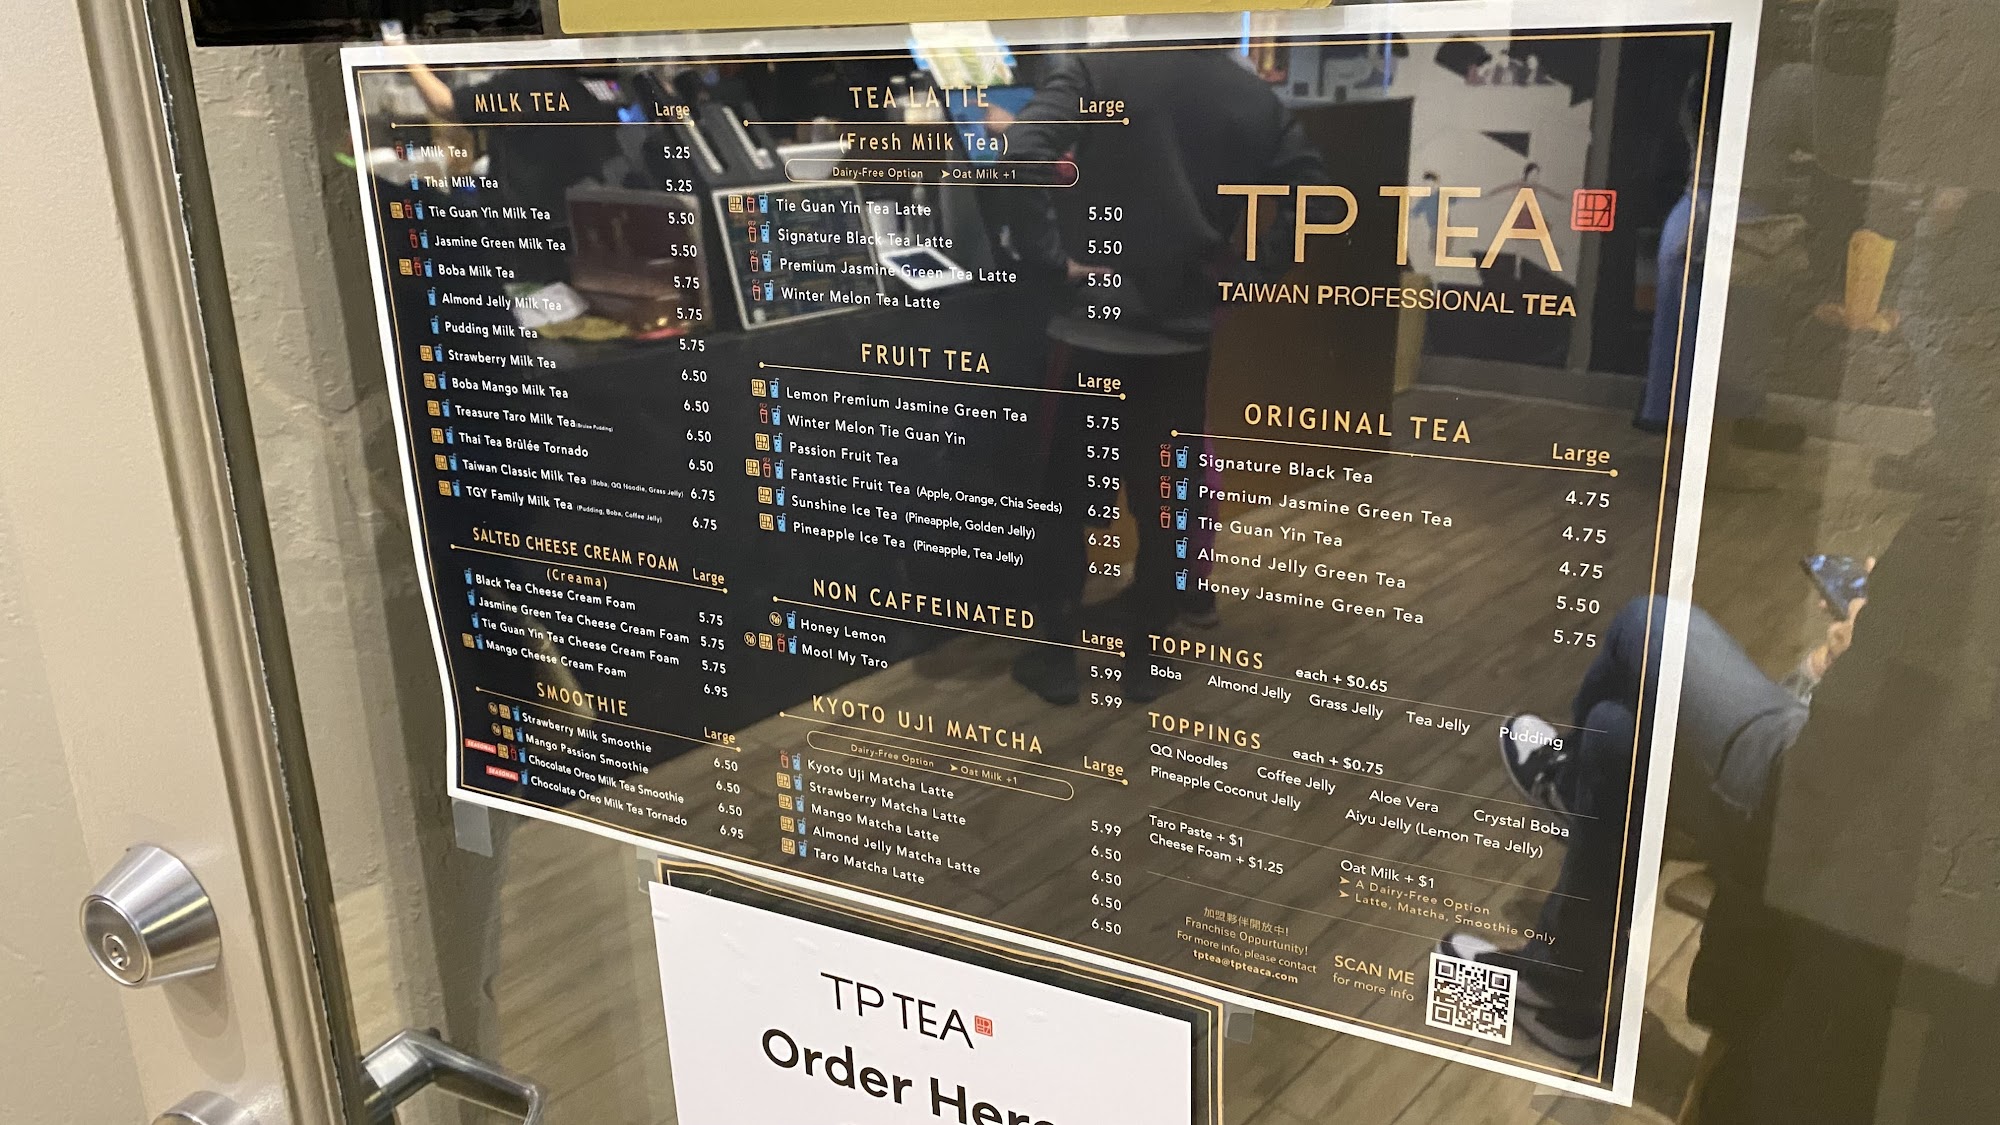 MILK TEA Large
Milk Tea 5.25
Thai Milk Tea 5.25
Tie Guan Yin Milk Tea 5.50
Jasmine Green Milk Tea 5.50
Boba Milk Tea 5.75
Almond Jelly Milk Tea 5.75
Pudding Milk Tea 5.75
Strawberry Milk Tea 6.50
Boba Mango Milk Tea 6.50
Treasure Taro Milk Tea 6.50
Thai Tea Brûlée Tornado 6.50
Taiwan Classic Milk Tea (Boba, QQ Noodle, Grass Jelly) 6.75
TGY Family Milk Tea (Pudding, Boba, Coffee Jelly) 6.75
SALTED CHEESE CREAM FOAM Large
(Creama)
Black Tea Cheese Cream Foam 5.75
Jasmine Green Tea Cheese Cream Foam 5.75
Tie Guan Yin Tea Cheese Cream Foam 5.75
Mango Cheese Cream Foam 6.95
SMOOTHIE Large
Strawberry Milk Smoothie 6.50
Mango Passion Smoothie 6.50
SEASONAL Chocolate Oreo Milk Tea Smoothie 6.50
SEASONAL Chocolate Oreo Milk Tea Tornado 6.95
TEA LATTE Large
(Fresh Milk Tea)
Dairy-Free Option ➤Oat Milk +1
Tie Guan Yin Tea Latte 5.50
Signature Black Tea Latte 5.50
Premium Jasmine Green Tea Latte 5.50
Winter Melon Tea Latte 5.99
FRUIT TEA Large
Lemon Premium Jasmine Green Tea 5.75
Winter Melon Tie Guan Yin 5.75
Passion Fruit Tea 5.95
Fantastic Fruit Tea (Apple, Orange, Chia Seeds) 6.25
Sunshine Ice Tea (Pineapple, Golden Jelly) 6.25
Pineapple Ice Tea (Pineapple, Tea Jelly) 6.25
NON CAFFEINATED Large
Honey Lemon 5.99
Mool My Taro 5.99
KYOTO UJI MATCHA Large
Dairy-Free Option ➤Oat Milk +1
Kyoto Uji Matcha Latte 5.99
Strawberry Matcha Latte 6.50
Mango Matcha Latte 6.50
Almond Jelly Matcha Latte 6.50
Taro Matcha Latte 6.50
TP TEA
TAIWAN PROFESSIONAL TEA
ORIGINAL TEA Large
Signature Black Tea 4.75
Premium Jasmine Green Tea 4.75
Tie Guan Yin Tea 4.75
Almond Jelly Green Tea 5.50
Honey Jasmine Green Tea 5.75
TOPPINGS each + $0.65
Boba Almond Jelly Grass Jelly Tea Jelly Pudding
TOPPINGS each + $0.75
QQ Noodles Coffee Jelly Aloe Vera Crystal Boba
Pineapple Coconut Jelly Aiyu Jelly (Lemon Tea Jelly)
Taro Paste + $1
Cheese Foam + $1.25
Oat Milk + $1
➤ A Dairy-Free Option
➤ Latte, Matcha, Smoothie Only
加盟夥伴開放中!
Franchise Oppurtunity!
For more info, please contact
tptea@tpteaca.com
SCAN ME
for more info
TP TEA
Order Here